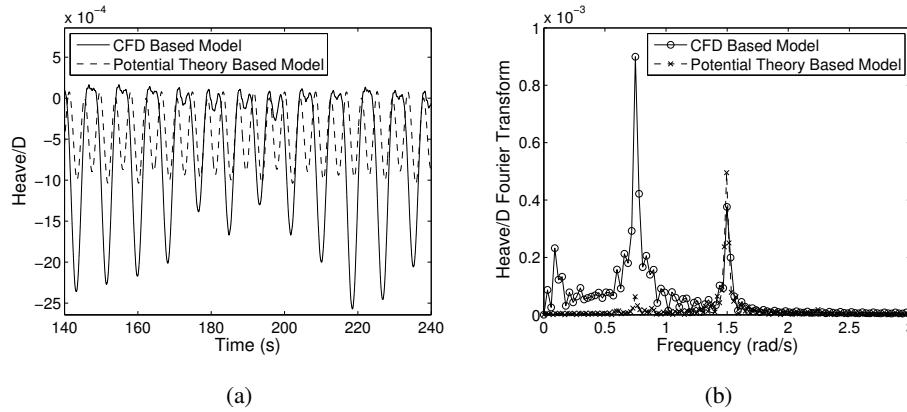 x 10⁻⁴
5
0
−5
−10
−15
−20
−25
Heave/D
CFD Based Model
Potential Theory Based Model
140
160
180
200
220
240
Time (s)
(a)
x 10⁻³
1
0.8
0.6
0.4
0.2
0
Heave/D Fourier Transform
CFD Based Model
Potential Theory Based Model
0
0.5
1
1.5
2
2.5
3
Frequency (rad/s)
(b)